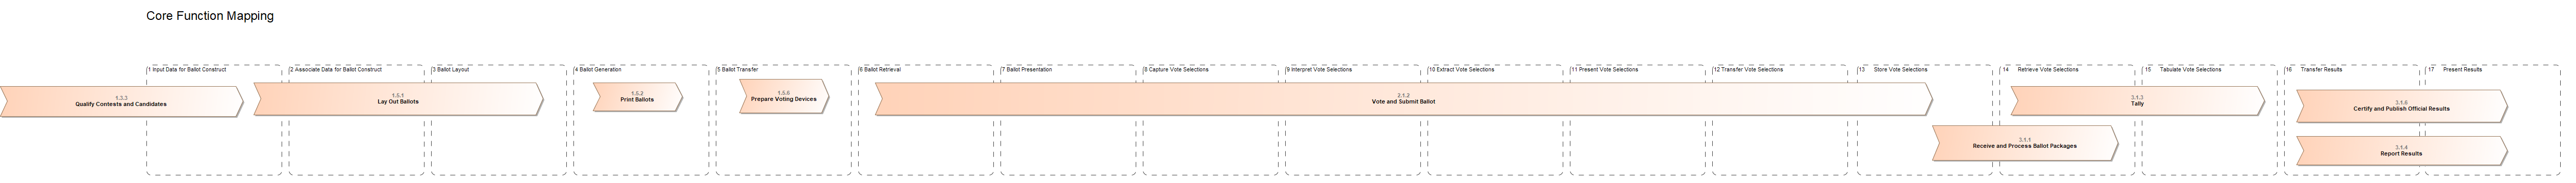 Core Function Mapping
1 Input Data for Ballot Construct
2 Associate Data for Ballot Construct
3 Ballot Layout
4 Ballot Generation
5 Ballot Transfer
6 Ballot Retrieval
7 Ballot Presentation
8 Capture Vote Selections
9 Interpret Vote Selections
10 Extract Vote Selections
11 Present Vote Selections
12 Transfer Vote Selections
13 Store Vote Selections
14 Retrieve Vote Selections
15 Tabulate Vote Selections
16 Transfer Results
17 Present Results
1.3.3
Qualify Contests and Candidates
1.5.1
Lay Out Ballots
1.5.2
Print Ballots
1.5.6
Prepare Voting Devices
2.1.2
Vote and Submit Ballot
3.1.3
Tally
3.1.6
Certify and Publish Official Results
3.1.1
Receive and Process Ballot Packages
3.1.4
Report Results